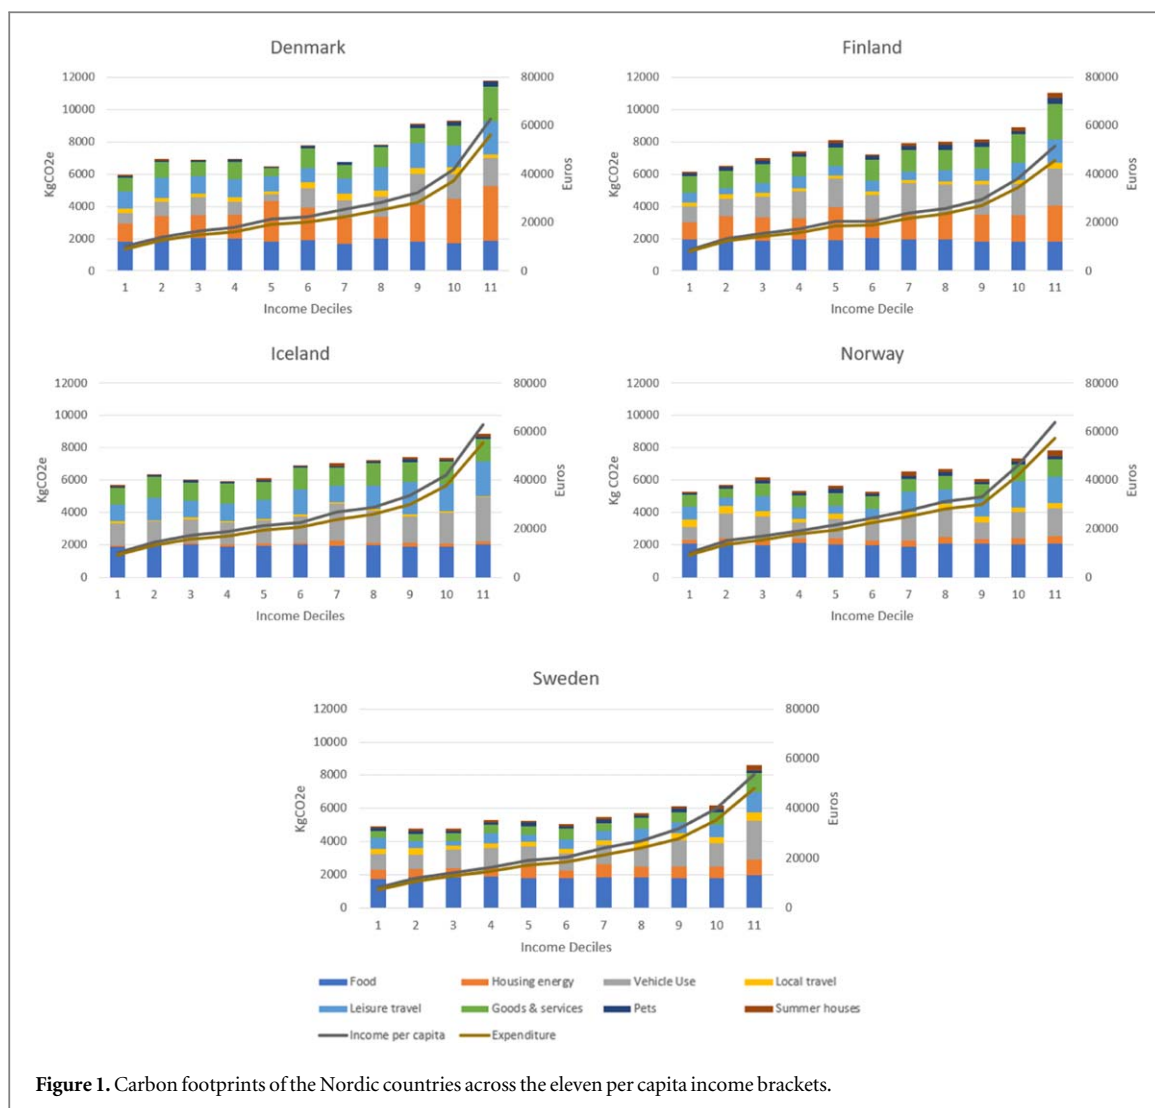 Denmark
12000
10000
8000
6000
4000
2000
0
KgCO2e
80000
60000
40000
20000
0
Euros
1 2 3 4 5 6 7 8 9 10 11
Income Deciles
Finland
12000
10000
8000
6000
4000
2000
0
KgCO2e
80000
60000
40000
20000
0
Euros
1 2 3 4 5 6 7 8 9 10 11
Income Decile
Iceland
12000
10000
8000
6000
4000
2000
0
KgCO2e
80000
60000
40000
20000
0
Euros
1 2 3 4 5 6 7 8 9 10 11
Income Deciles
Norway
12000
10000
8000
6000
4000
2000
0
Kg CO2e
80000
60000
40000
20000
0
Euros
1 2 3 4 5 6 7 8 9 10 11
Income Decile
Sweden
12000
10000
8000
6000
4000
2000
0
KgCO2e
80000
60000
40000
20000
0
Euros
1 2 3 4 5 6 7 8 9 10 11
Income Deciles
Food Housing energy Vehicle Use Local travel
Leisure travel Goods & services Pets Summer houses
Income per capita Expenditure
Figure 1. Carbon footprints of the Nordic countries across the eleven per capita income brackets.